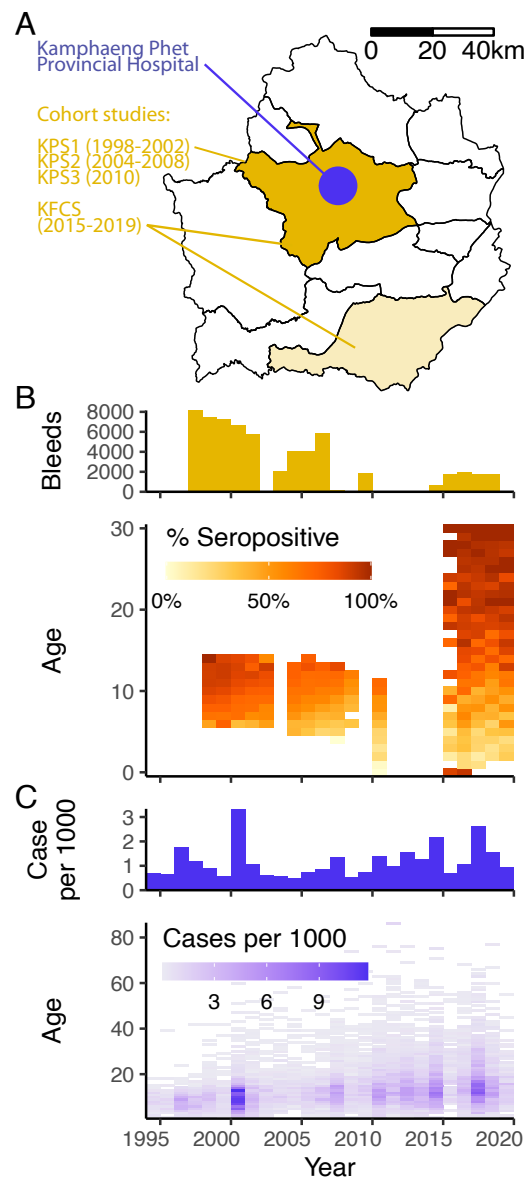 A
0 20 40km
Kamphaeng Phet
Provincial Hospital
Cohort studies:
KPS1 (1998-2002)
KPS2 (2004-2008)
KPS3 (2010)
KFCS
(2015-2019)
B
Bleeds
8000
6000
4000
2000
0
% Seropositive
0% 50% 100%
Age
30
20
10
0
C
Case
per 1000
3
2
1
0
Cases per 1000
3 6 9
Age
80
60
40
20
1995 2000 2005 2010 2015 2020
Year